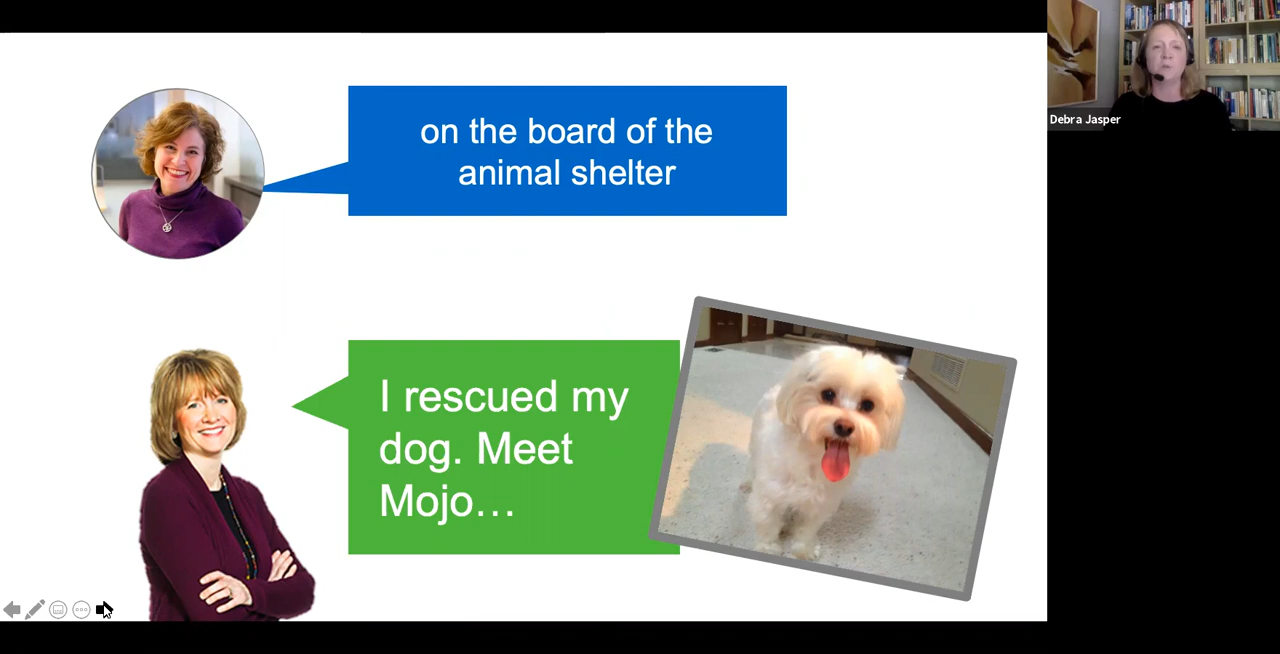 on the board of the
animal shelter
Debra Jasper
I rescued my
dog. Meet
Mojo…